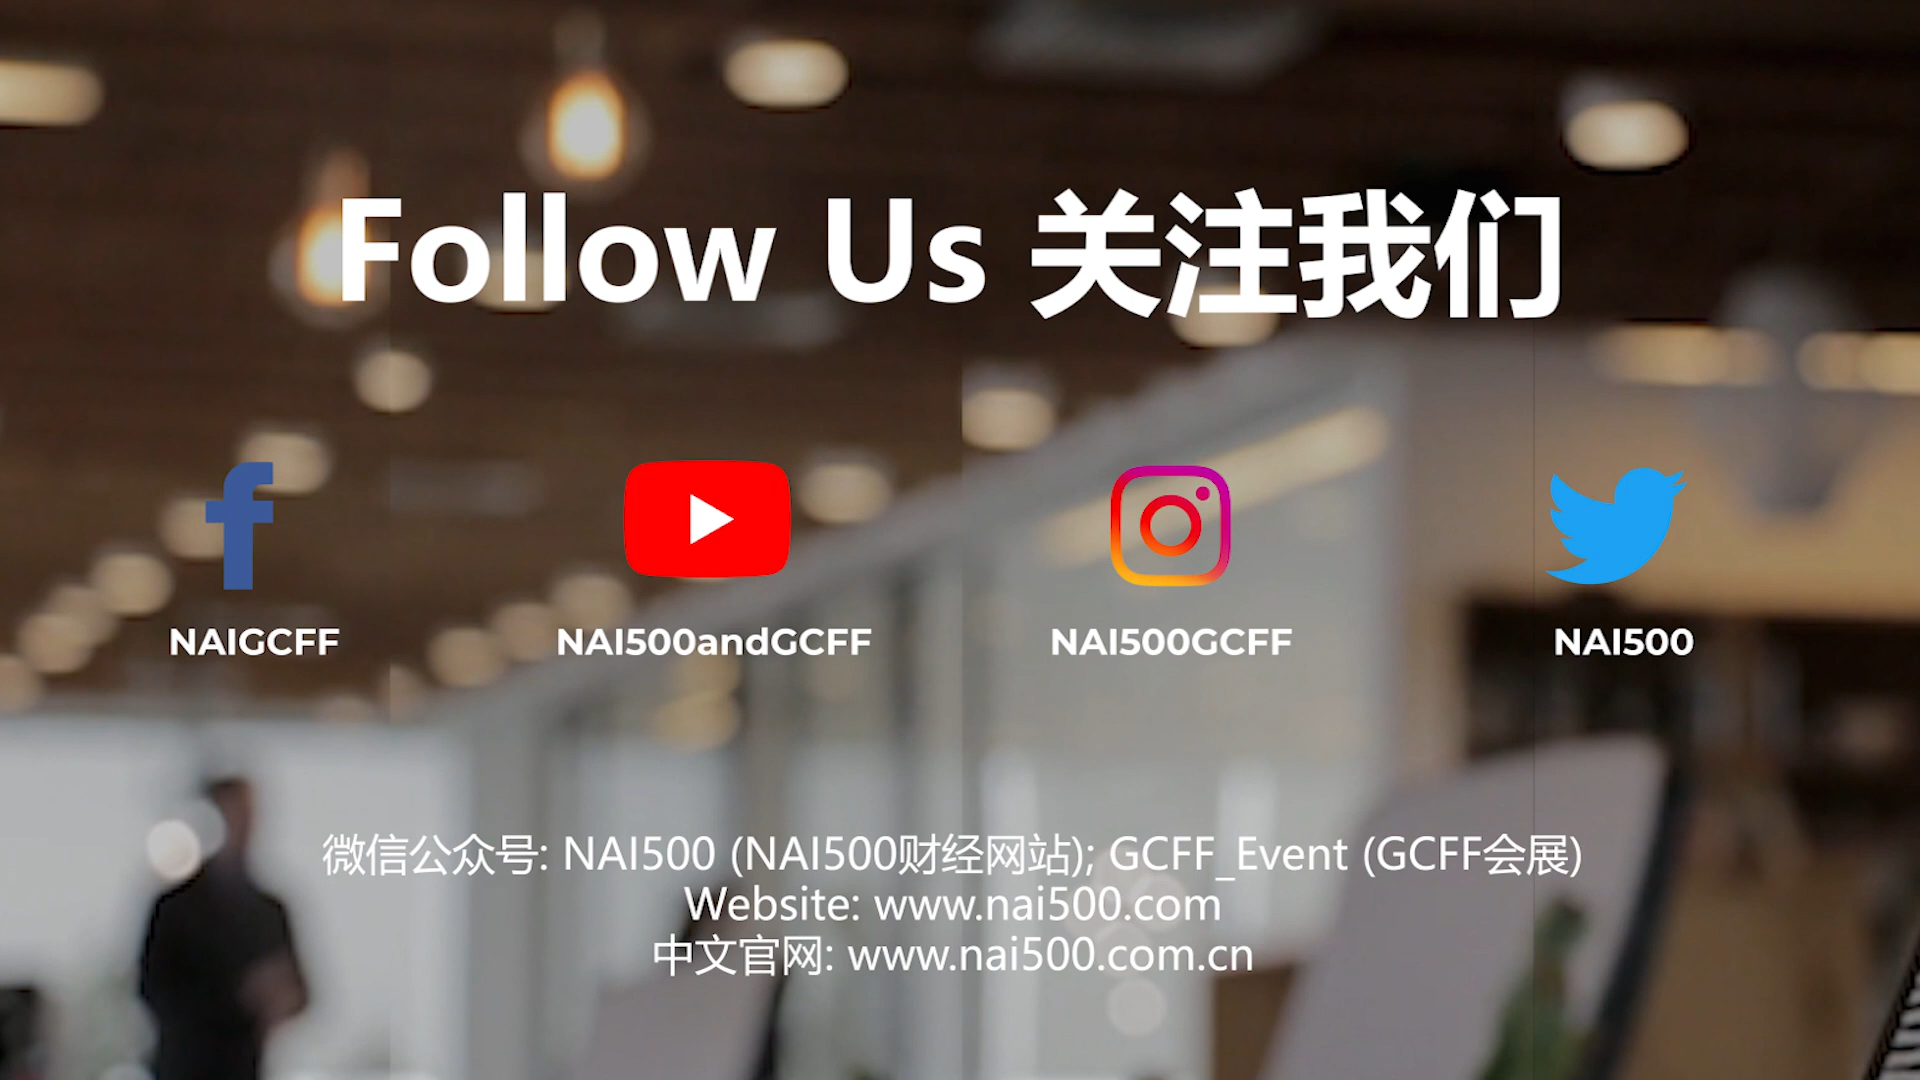 Follow Us 关注我们
NAIGCFF
NAI500andGCFF
NAI500GCFF
NAI500
微信公众号: NAI500 (NAI500财经网站); GCFF_Event (GCFF会展)
Website: www.nai500.com
中文官网: www.nai500.com.cn